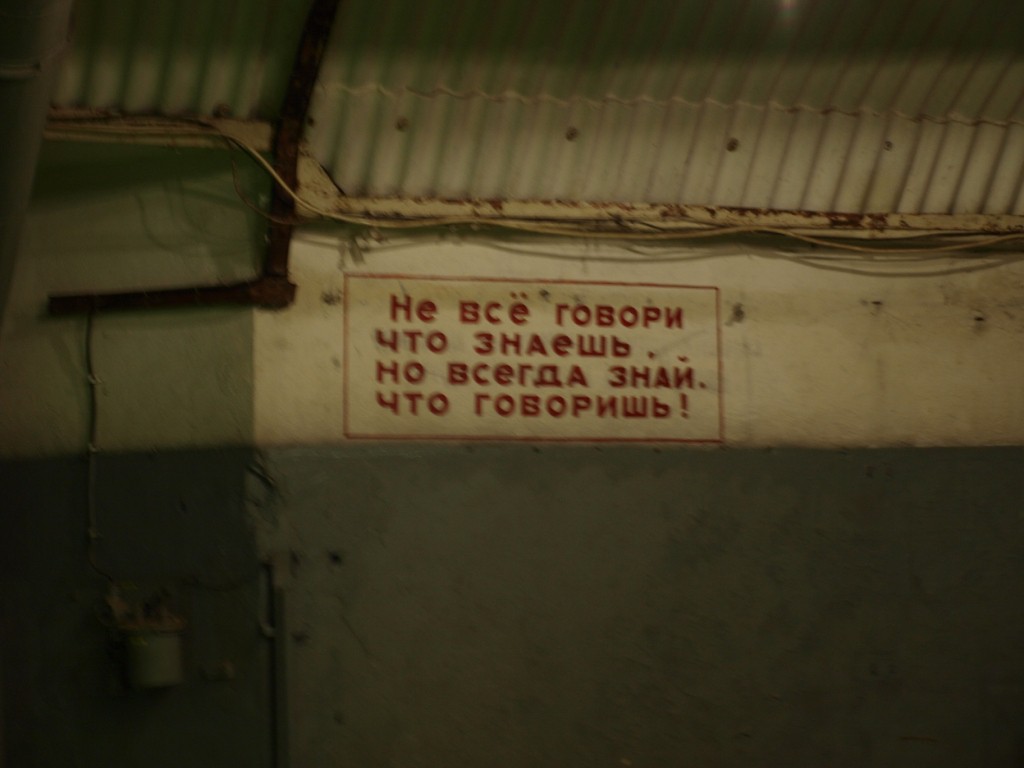 Не всё говори
что знаешь.
но всегда знай.
что говоришь!